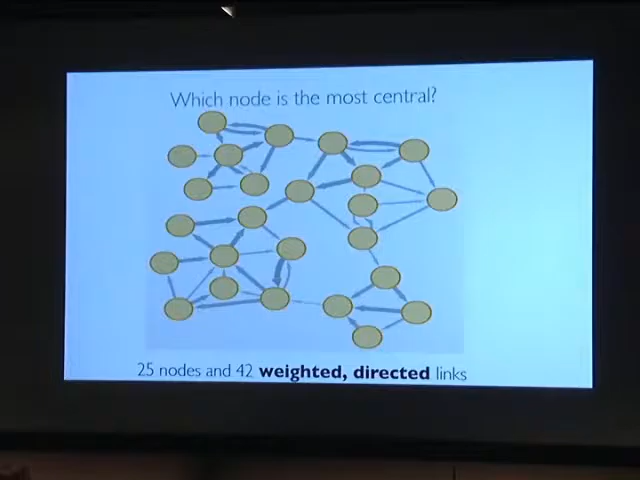 Which node is the most central?
25 nodes and 42 weighted, directed links